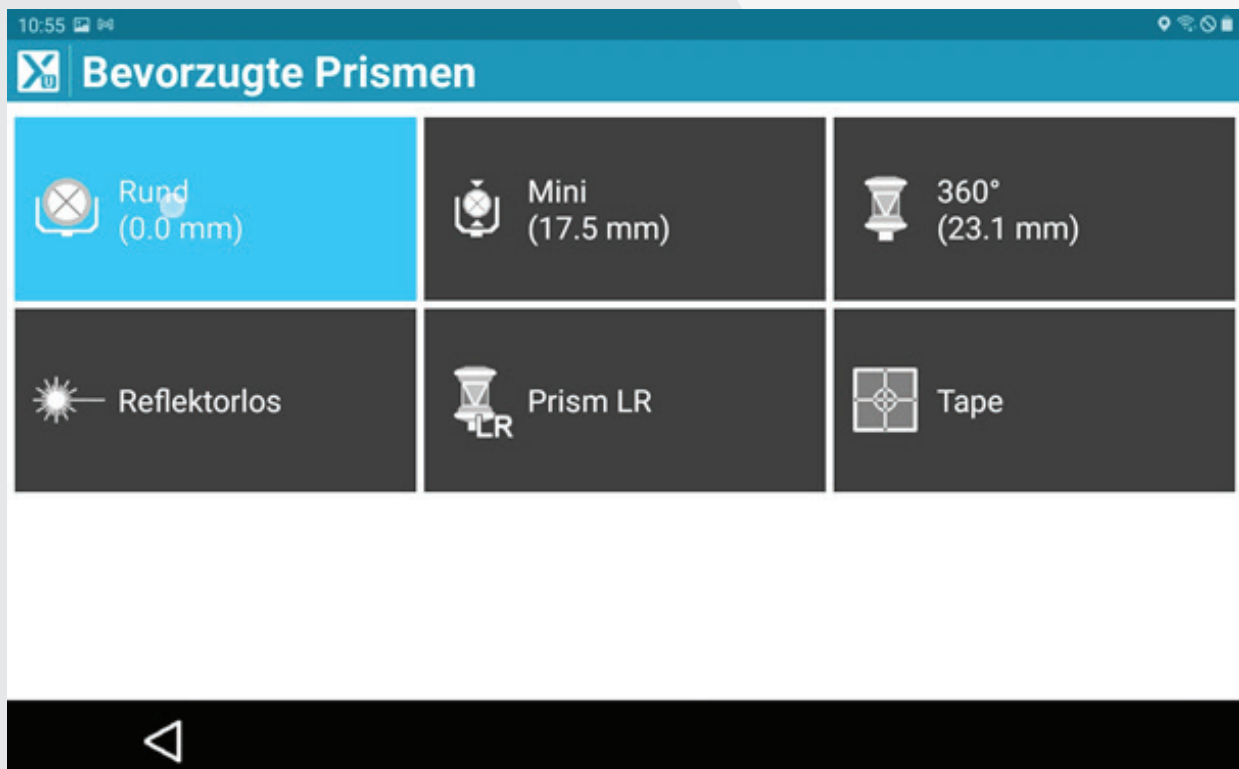 10:55
X U
Bevorzugte Prismen
Rund
(0.0 mm)
Mini
(17.5 mm)
360°
(23.1 mm)
Reflektorlos
LR
Prism LR
Tape